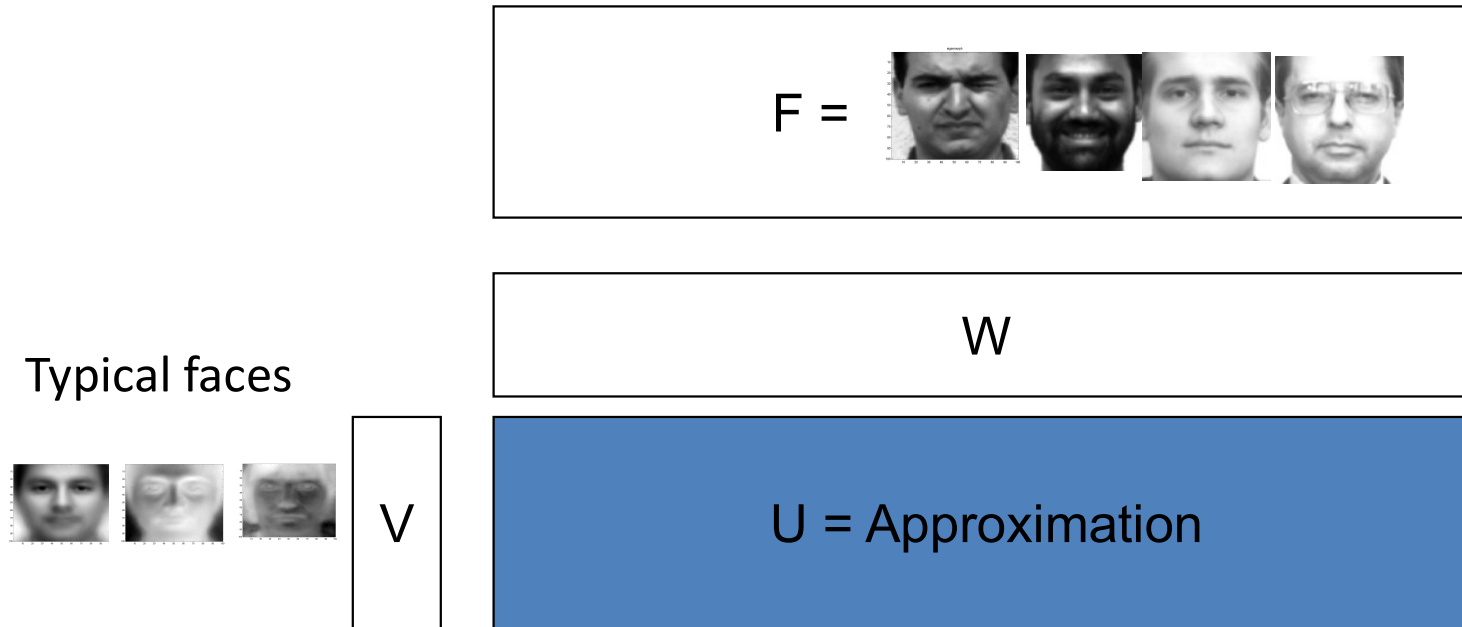 F =
W
Typical faces
V
U = Approximation